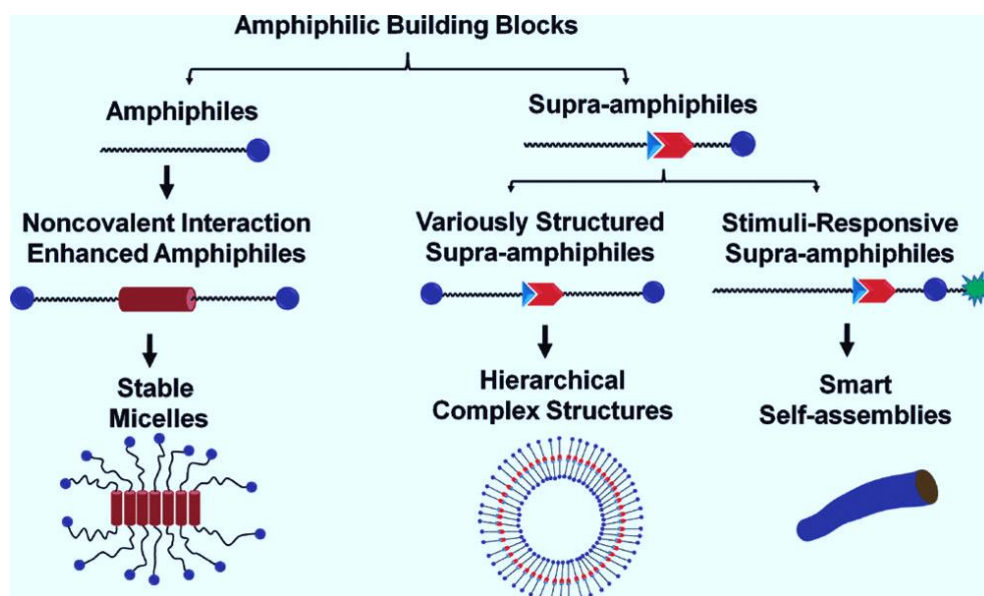 Amphiphilic Building Blocks
Amphiphiles
Supra-amphiphiles
Noncovalent Interaction
Enhanced Amphiphiles
Variously Structured
Supra-amphiphiles
Stimuli-Responsive
Supra-amphiphiles
Stable
Micelles
Hierarchical
Complex Structures
Smart
Self-assemblies